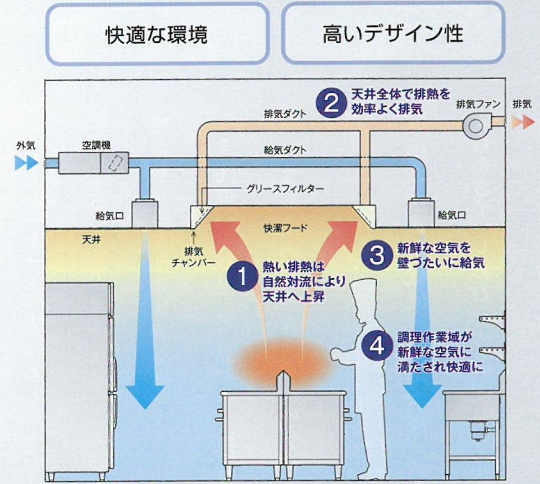 快適な環境
高いデザイン性
2
天井全体で排熱を
効率よく排気
排気ダクト
排気ファン
排気
外気
空調機
給気ダクト
グリースフィルター
給気口
給気口
天井
排気
チャンバー
快潔フード
1
熱い排熱は
自然対流により
天井へ上昇
3
新鮮な空気を
壁づたいに給気
4
調理作業域が
新鮮な空気に
満たされ快適に